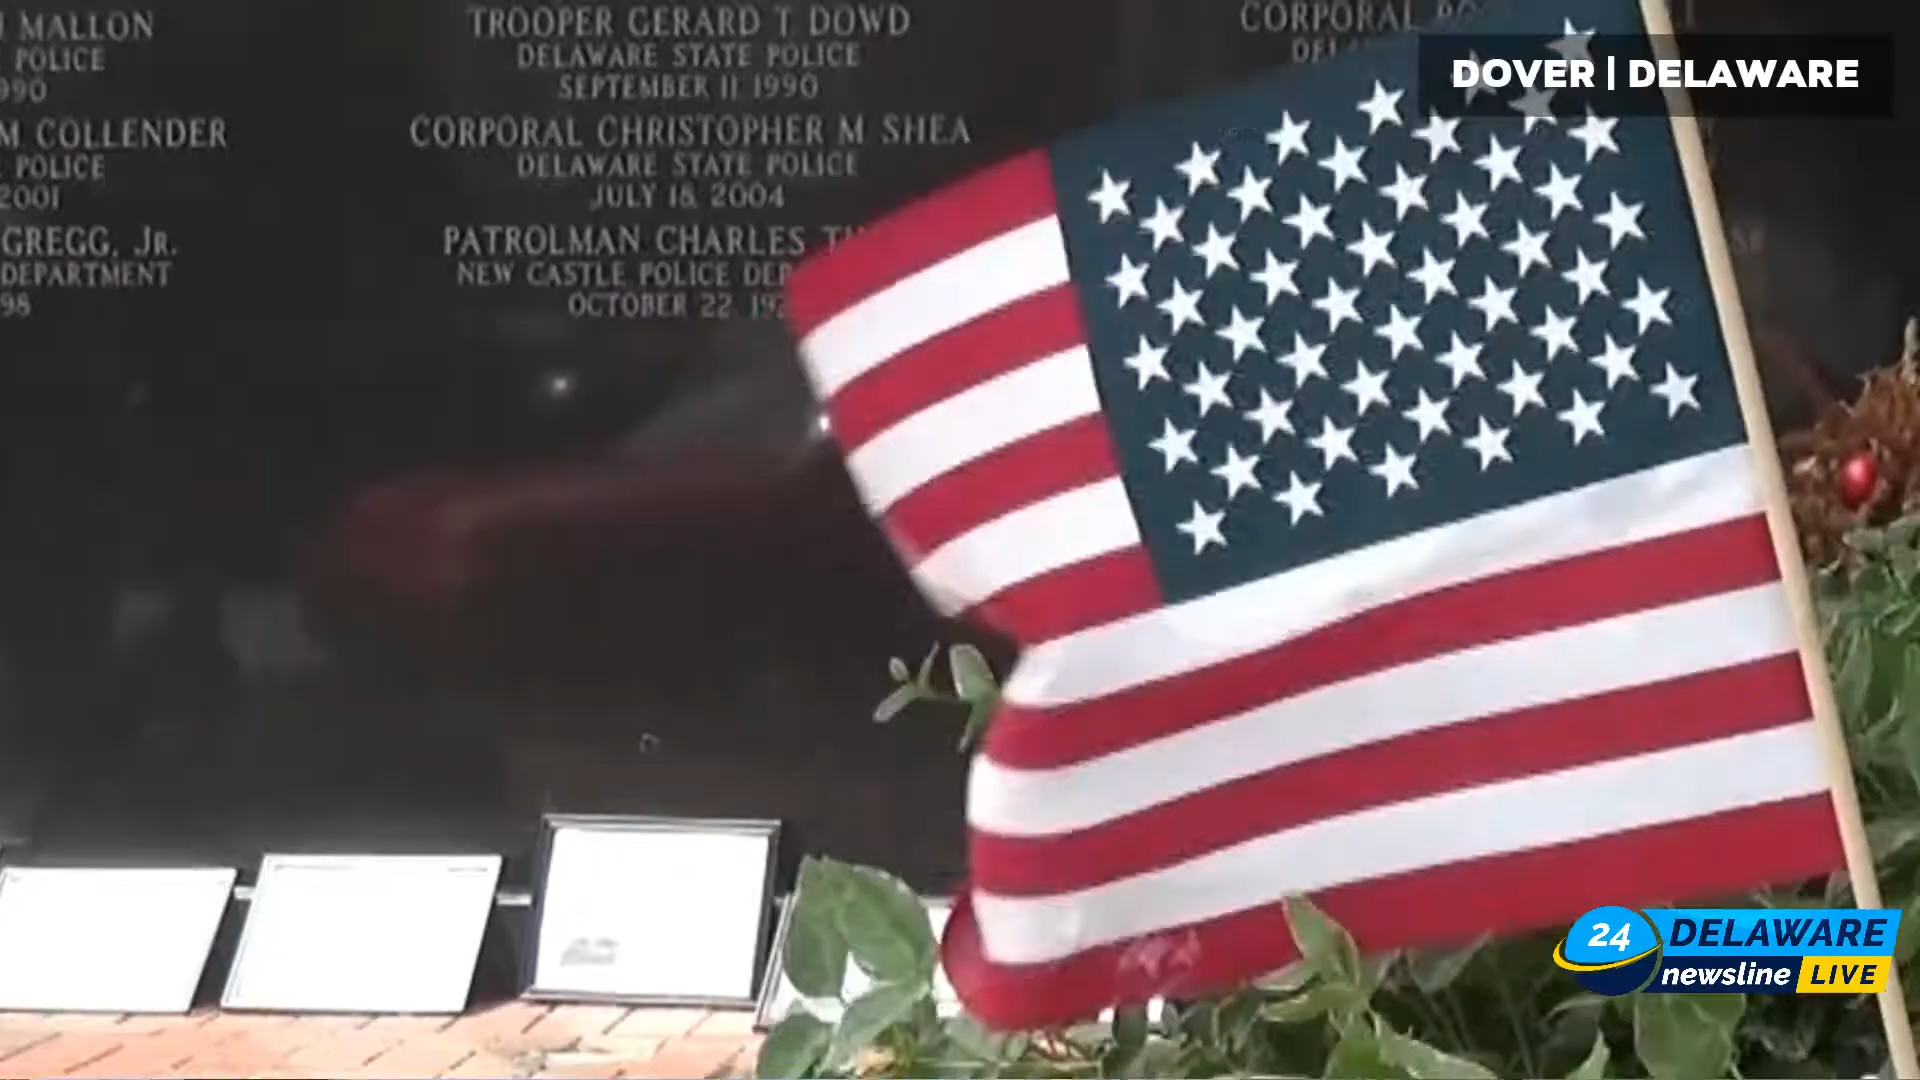 MALLON
POLICE
990
TROOPER GERARD T DOWD
DELAWARE STATE POLICE
SEPTEMBER 11 1990
CORPORAL
M COLLENDER
POLICE
2001
CORPORAL CHRISTOPHER M SHEA
DELAWARE STATE POLICE
JULY 18 2004
GREGG, JR.
DEPARTMENT
98
PATROLMAN CHARLES
NEW CASTLE POLICE
OCTOBER 22
DOVER | DELAWARE
24
DELAWARE
newsline LIVE